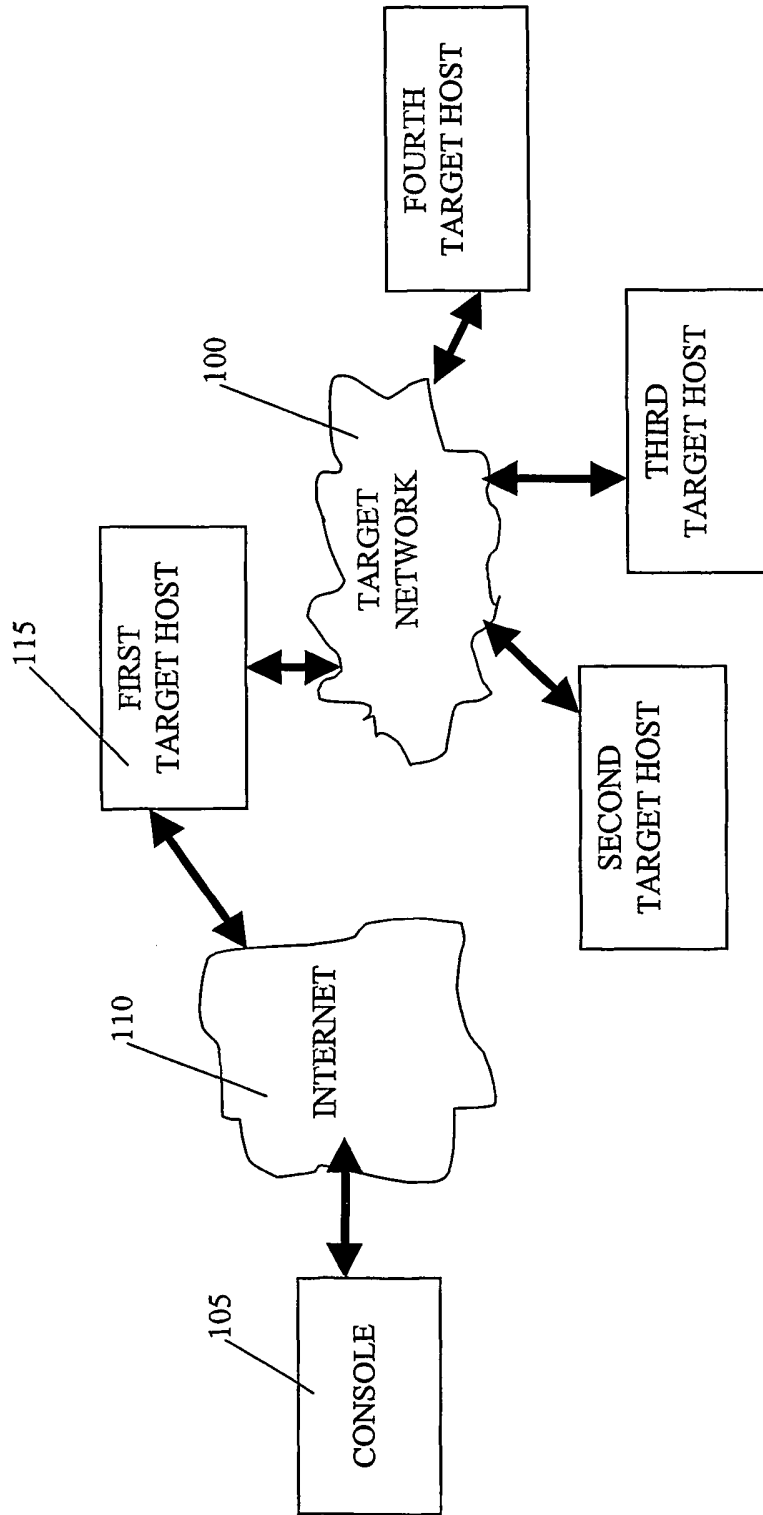 105
CONSOLE
110
INTERNET
115
FIRST
TARGET HOST
100
TARGET
NETWORK
SECOND
TARGET HOST
THIRD
TARGET HOST
FOURTH
TARGET HOST